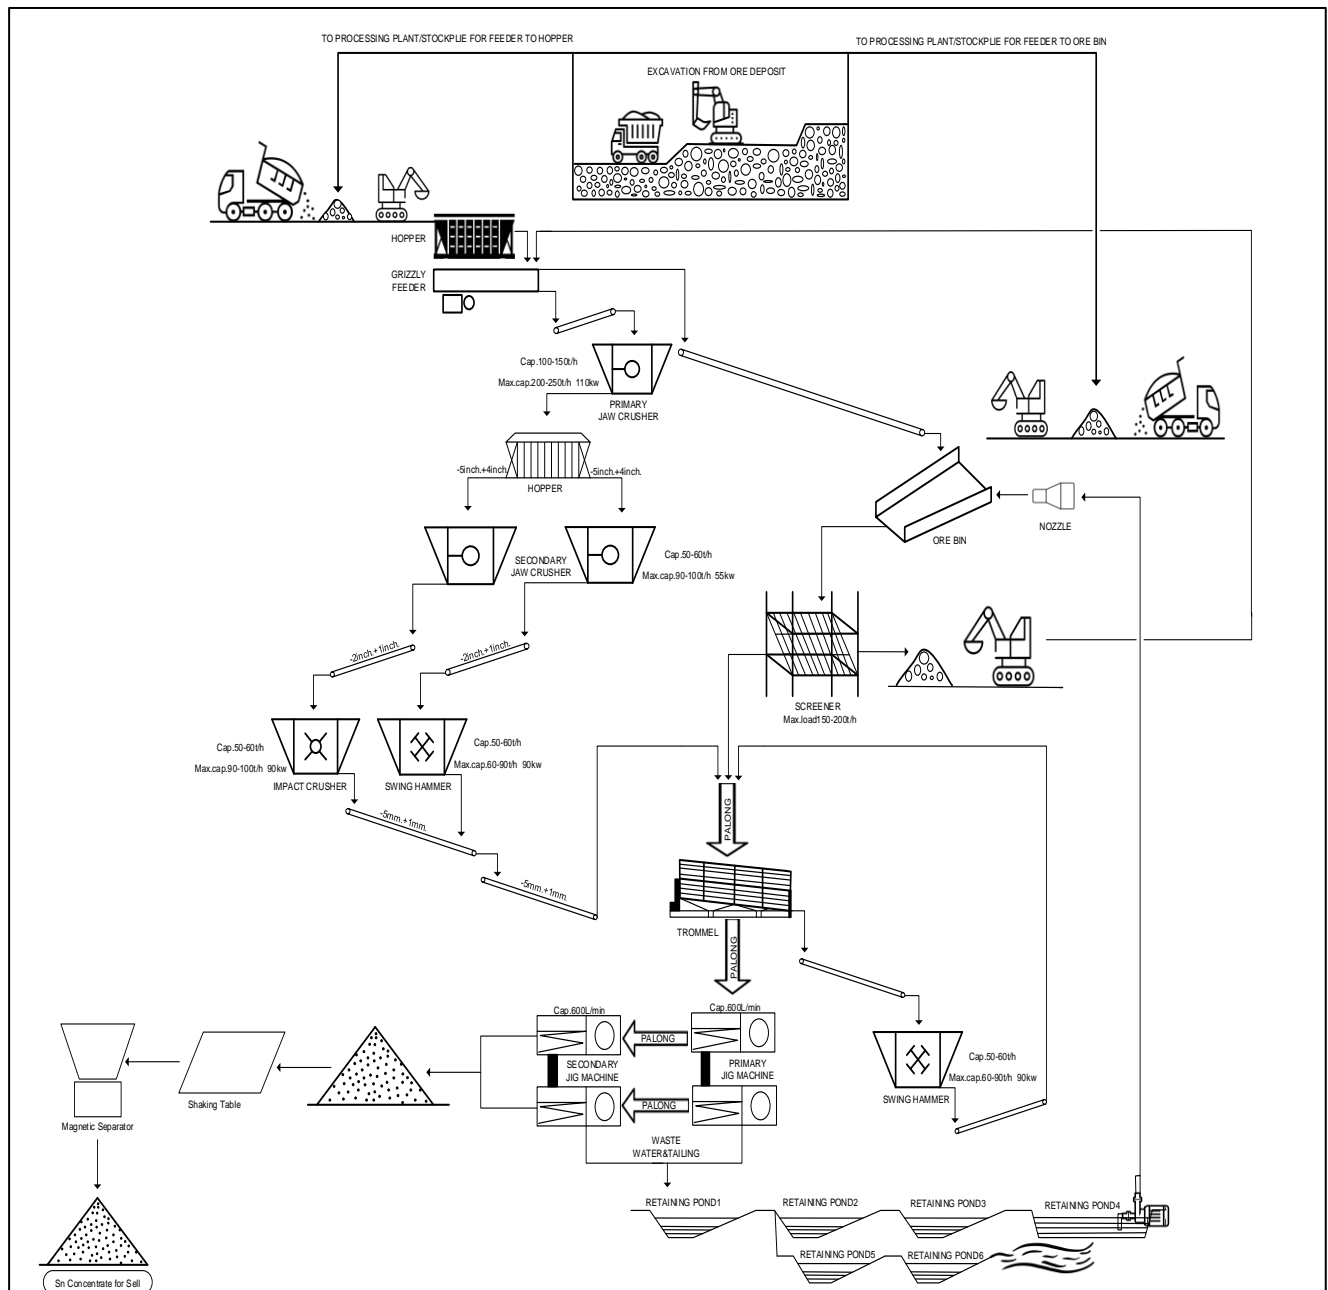 TO PROCESSING PLANT/STOCKPLIE FOR FEEDER TO HOPPER
TO PROCESSING PLANT/STOCKPLIE FOR FEEDER TO ORE BIN
EXCAVATION FROM ORE DEPOSIT
HOPPER
GRIZZLY
FEEDER
Cap.100-150t/h
Max.cap.200-250t/h 110kw
PRIMARY
JAW CRUSHER
-5inch.+4inch.
-5inch.+4inch.
HOPPER
NOZZLE
ORE BIN
SECONDARY
JAW CRUSHER
Cap.50-60t/h
Max.cap.90-100t/h 55kw
-2inch.+1inch.
-2inch.+1inch.
SCREENER
Max.load150-200t/h
Cap.50-60t/h
Max.cap.90-100t/h 90kw
IMPACT CRUSHER
Cap.50-60t/h
Max.cap.60-90t/h 90kw
SWING HAMMER
-5mm.+1mm.
-5mm.+1mm.
PALONG
TROMMEL
PALONG
Cap.600L/min
Cap.600L/min
PALONG
SECONDARY
JIG MACHINE
PRIMARY
JIG MACHINE
PALONG
Cap.50-60t/h
Max.cap.60-90t/h 90kw
SWING HAMMER
Shaking Table
Magnetic Separator
WASTE
WATER&TAILING
RETAINING POND1
RETAINING POND2
RETAINING POND3
RETAINING POND4
RETAINING POND5
RETAINING POND6
Sn Concentrate for Sell